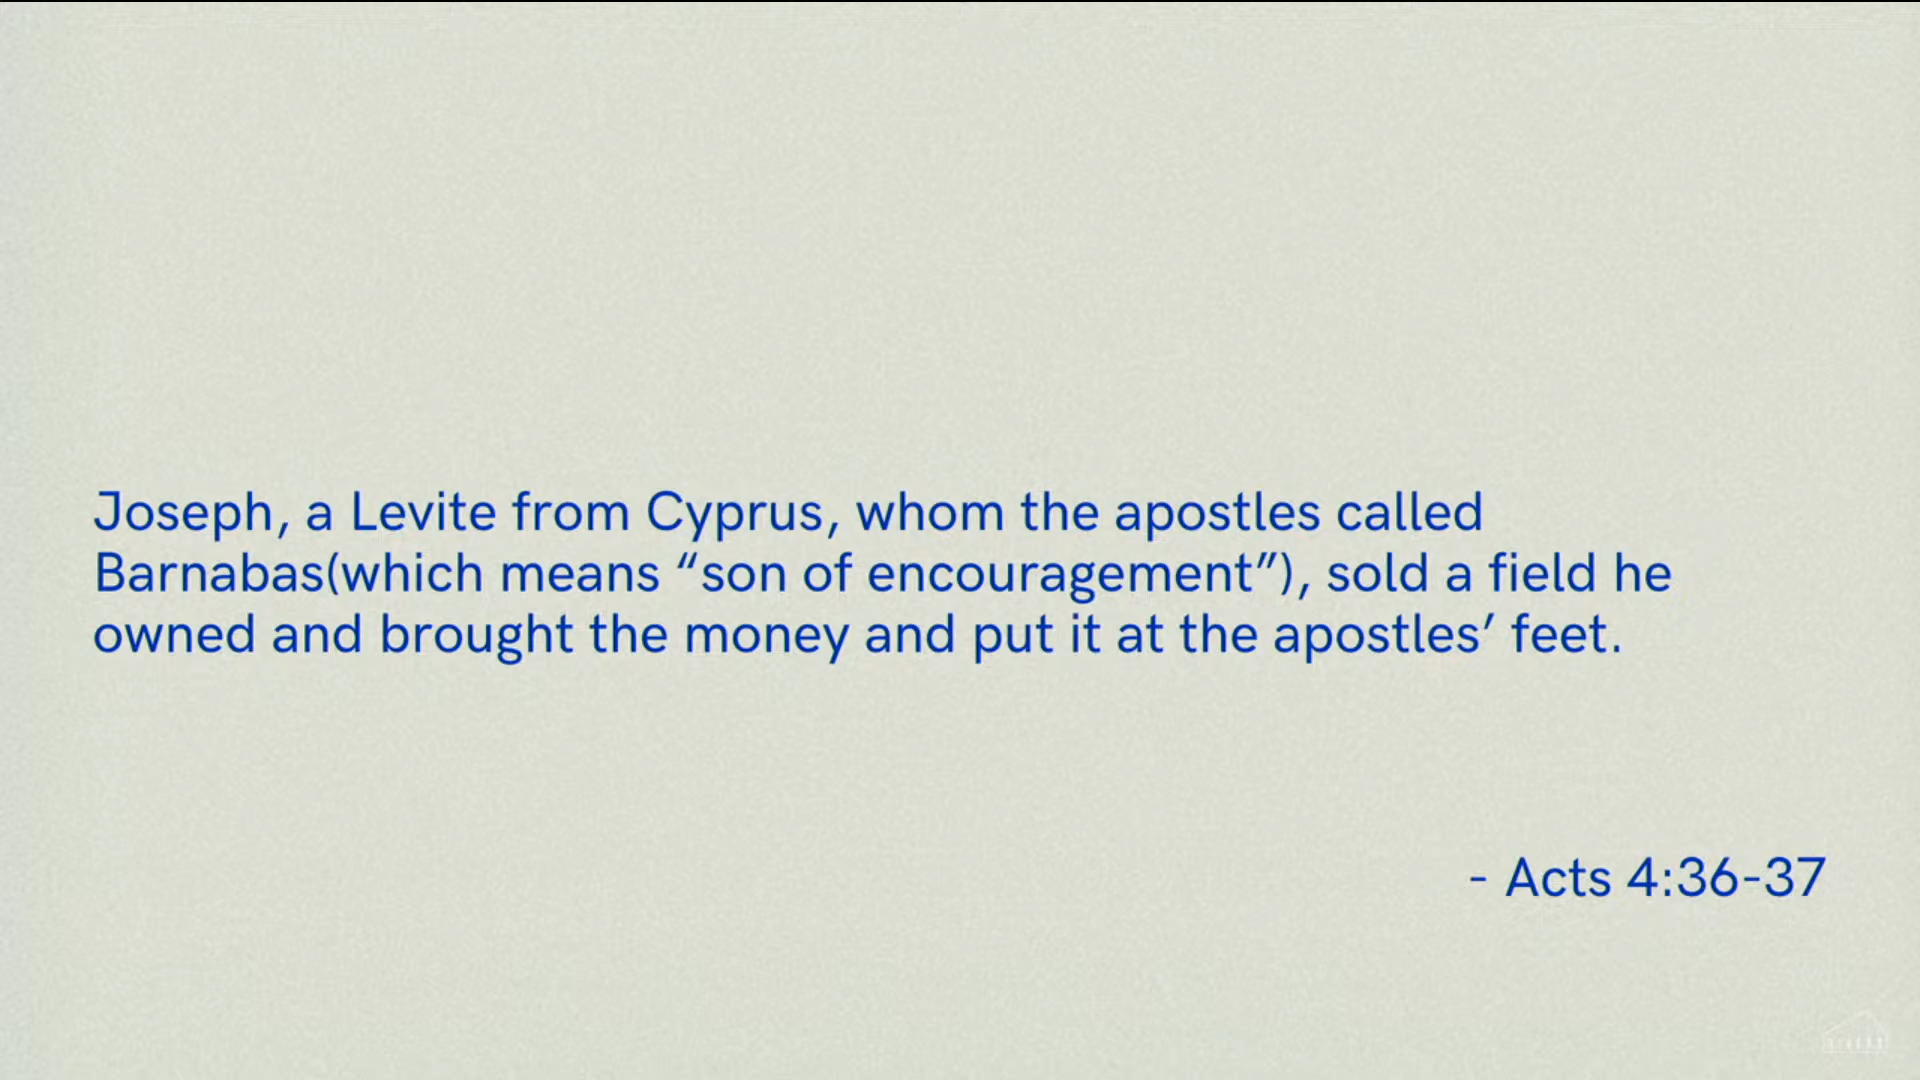 Joseph, a Levite from Cyprus, whom the apostles called
Barnabas(which means “son of encouragement”), sold a field he
owned and brought the money and put it at the apostles’ feet.
- Acts 4:36-37